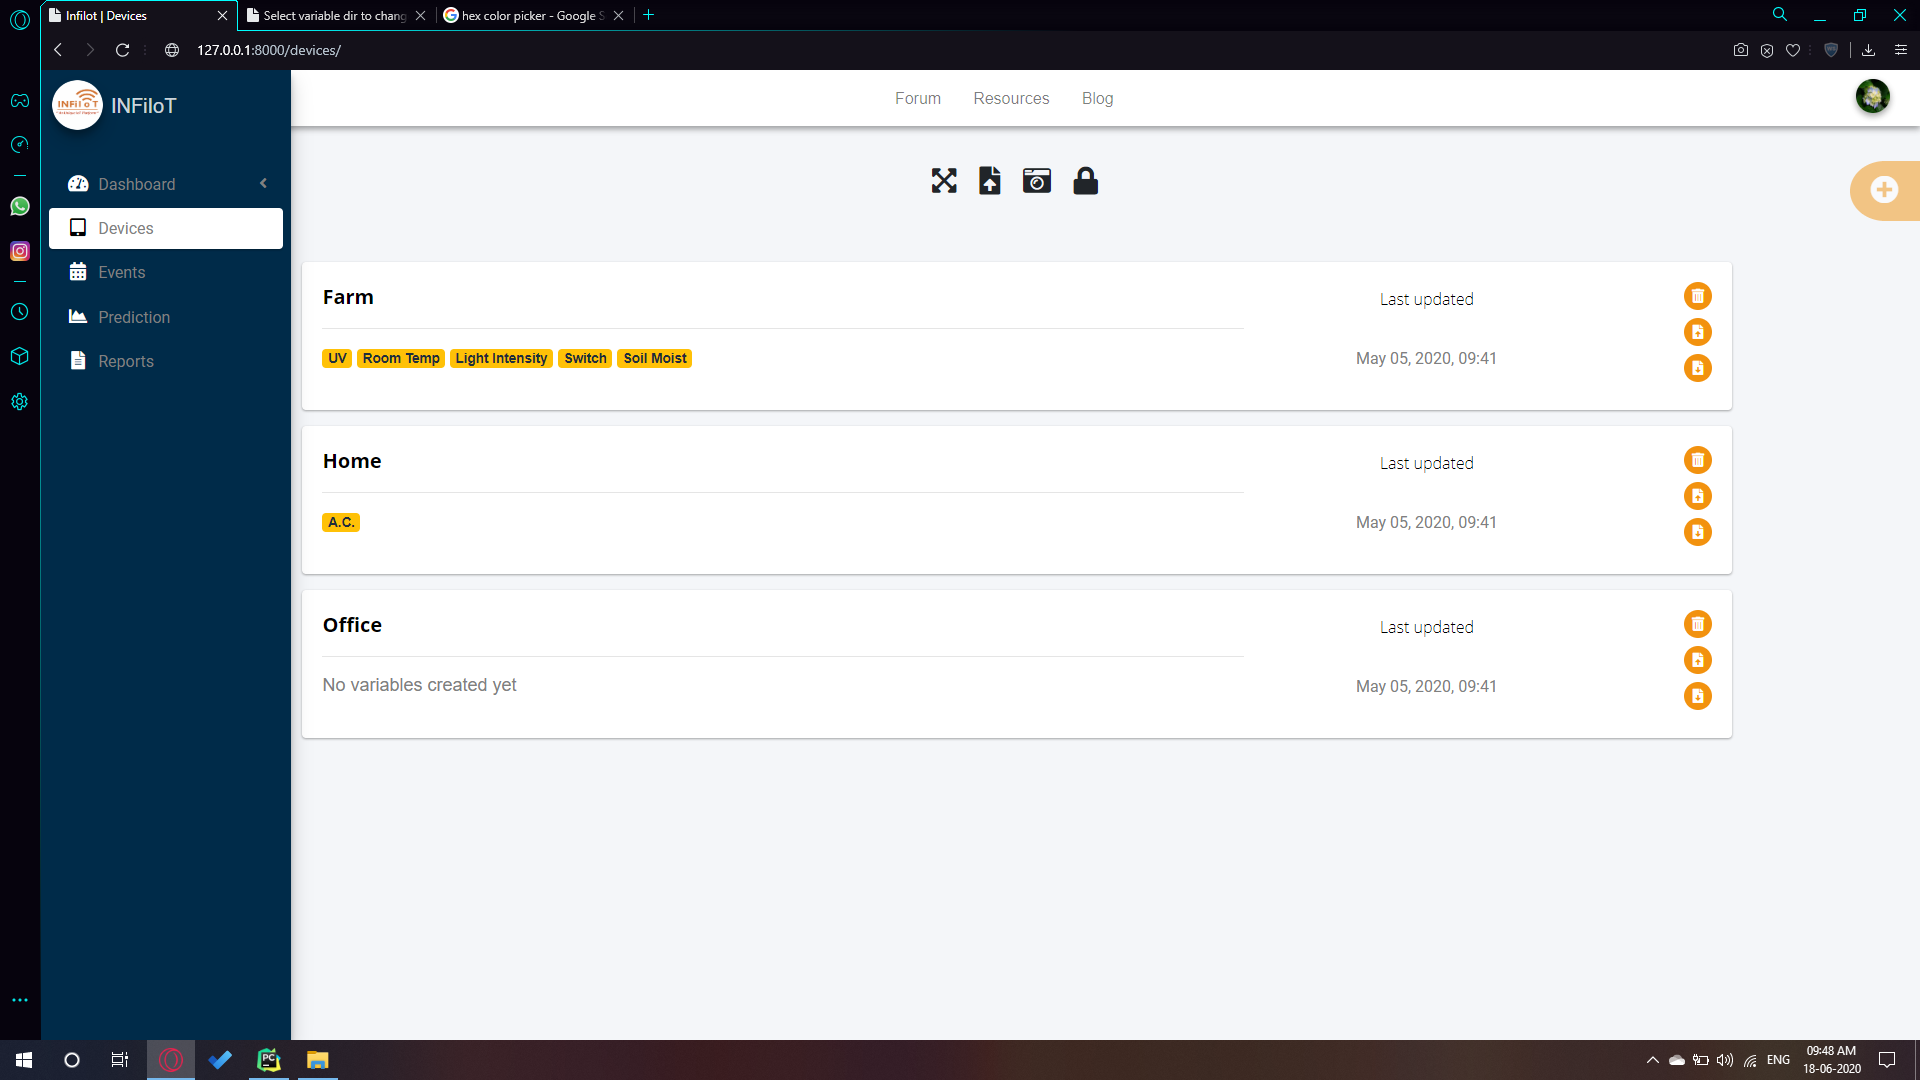 Infilot | Devices
Select variable dir to chang
hex color picker - Google S
127.0.0.1:8000/devices/
INFiIoT
INFiIoT
Forum
Resources
Blog
Dashboard
Devices
Events
Prediction
Reports
Farm
Last updated
UV
Room Temp
Light Intensity
Switch
Soil Moist
May 05, 2020, 09:41
Home
Last updated
A.C.
May 05, 2020, 09:41
Office
Last updated
No variables created yet
May 05, 2020, 09:41
PC
ENG
09:48 AM
18-06-2020